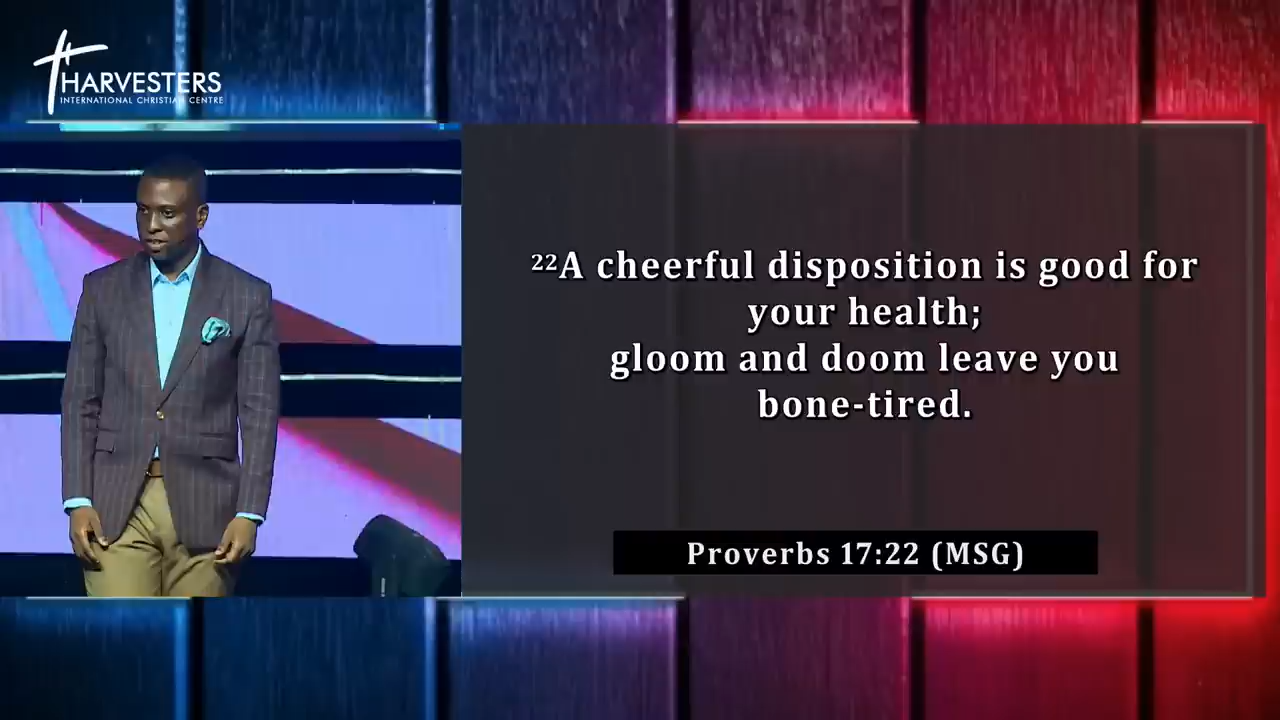 HARVESTERS
INTERNATIONAL CHRISTIAN CENTRE
²²A cheerful disposition is good for
your health;
gloom and doom leave you
bone-tired.
Proverbs 17:22 (MSG)